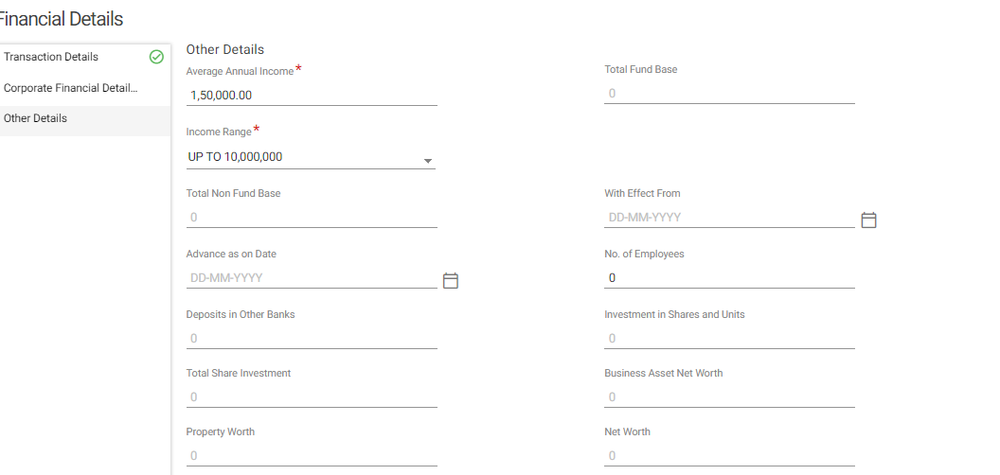 Financial Details
Transaction Details
Corporate Financial Detail...
Other Details
Other Details
Average Annual Income*
Total Fund Base
1,50,000.00
0
Income Range*
UP TO 10,000,000
Total Non Fund Base
With Effect From
0
DD-MM-YYYY
Advance as on Date
No. of Employees
DD-MM-YYYY
0
Deposits in Other Banks
Investment in Shares and Units
0
0
Total Share Investment
Business Asset Net Worth
0
0
Property Worth
Net Worth
0
0